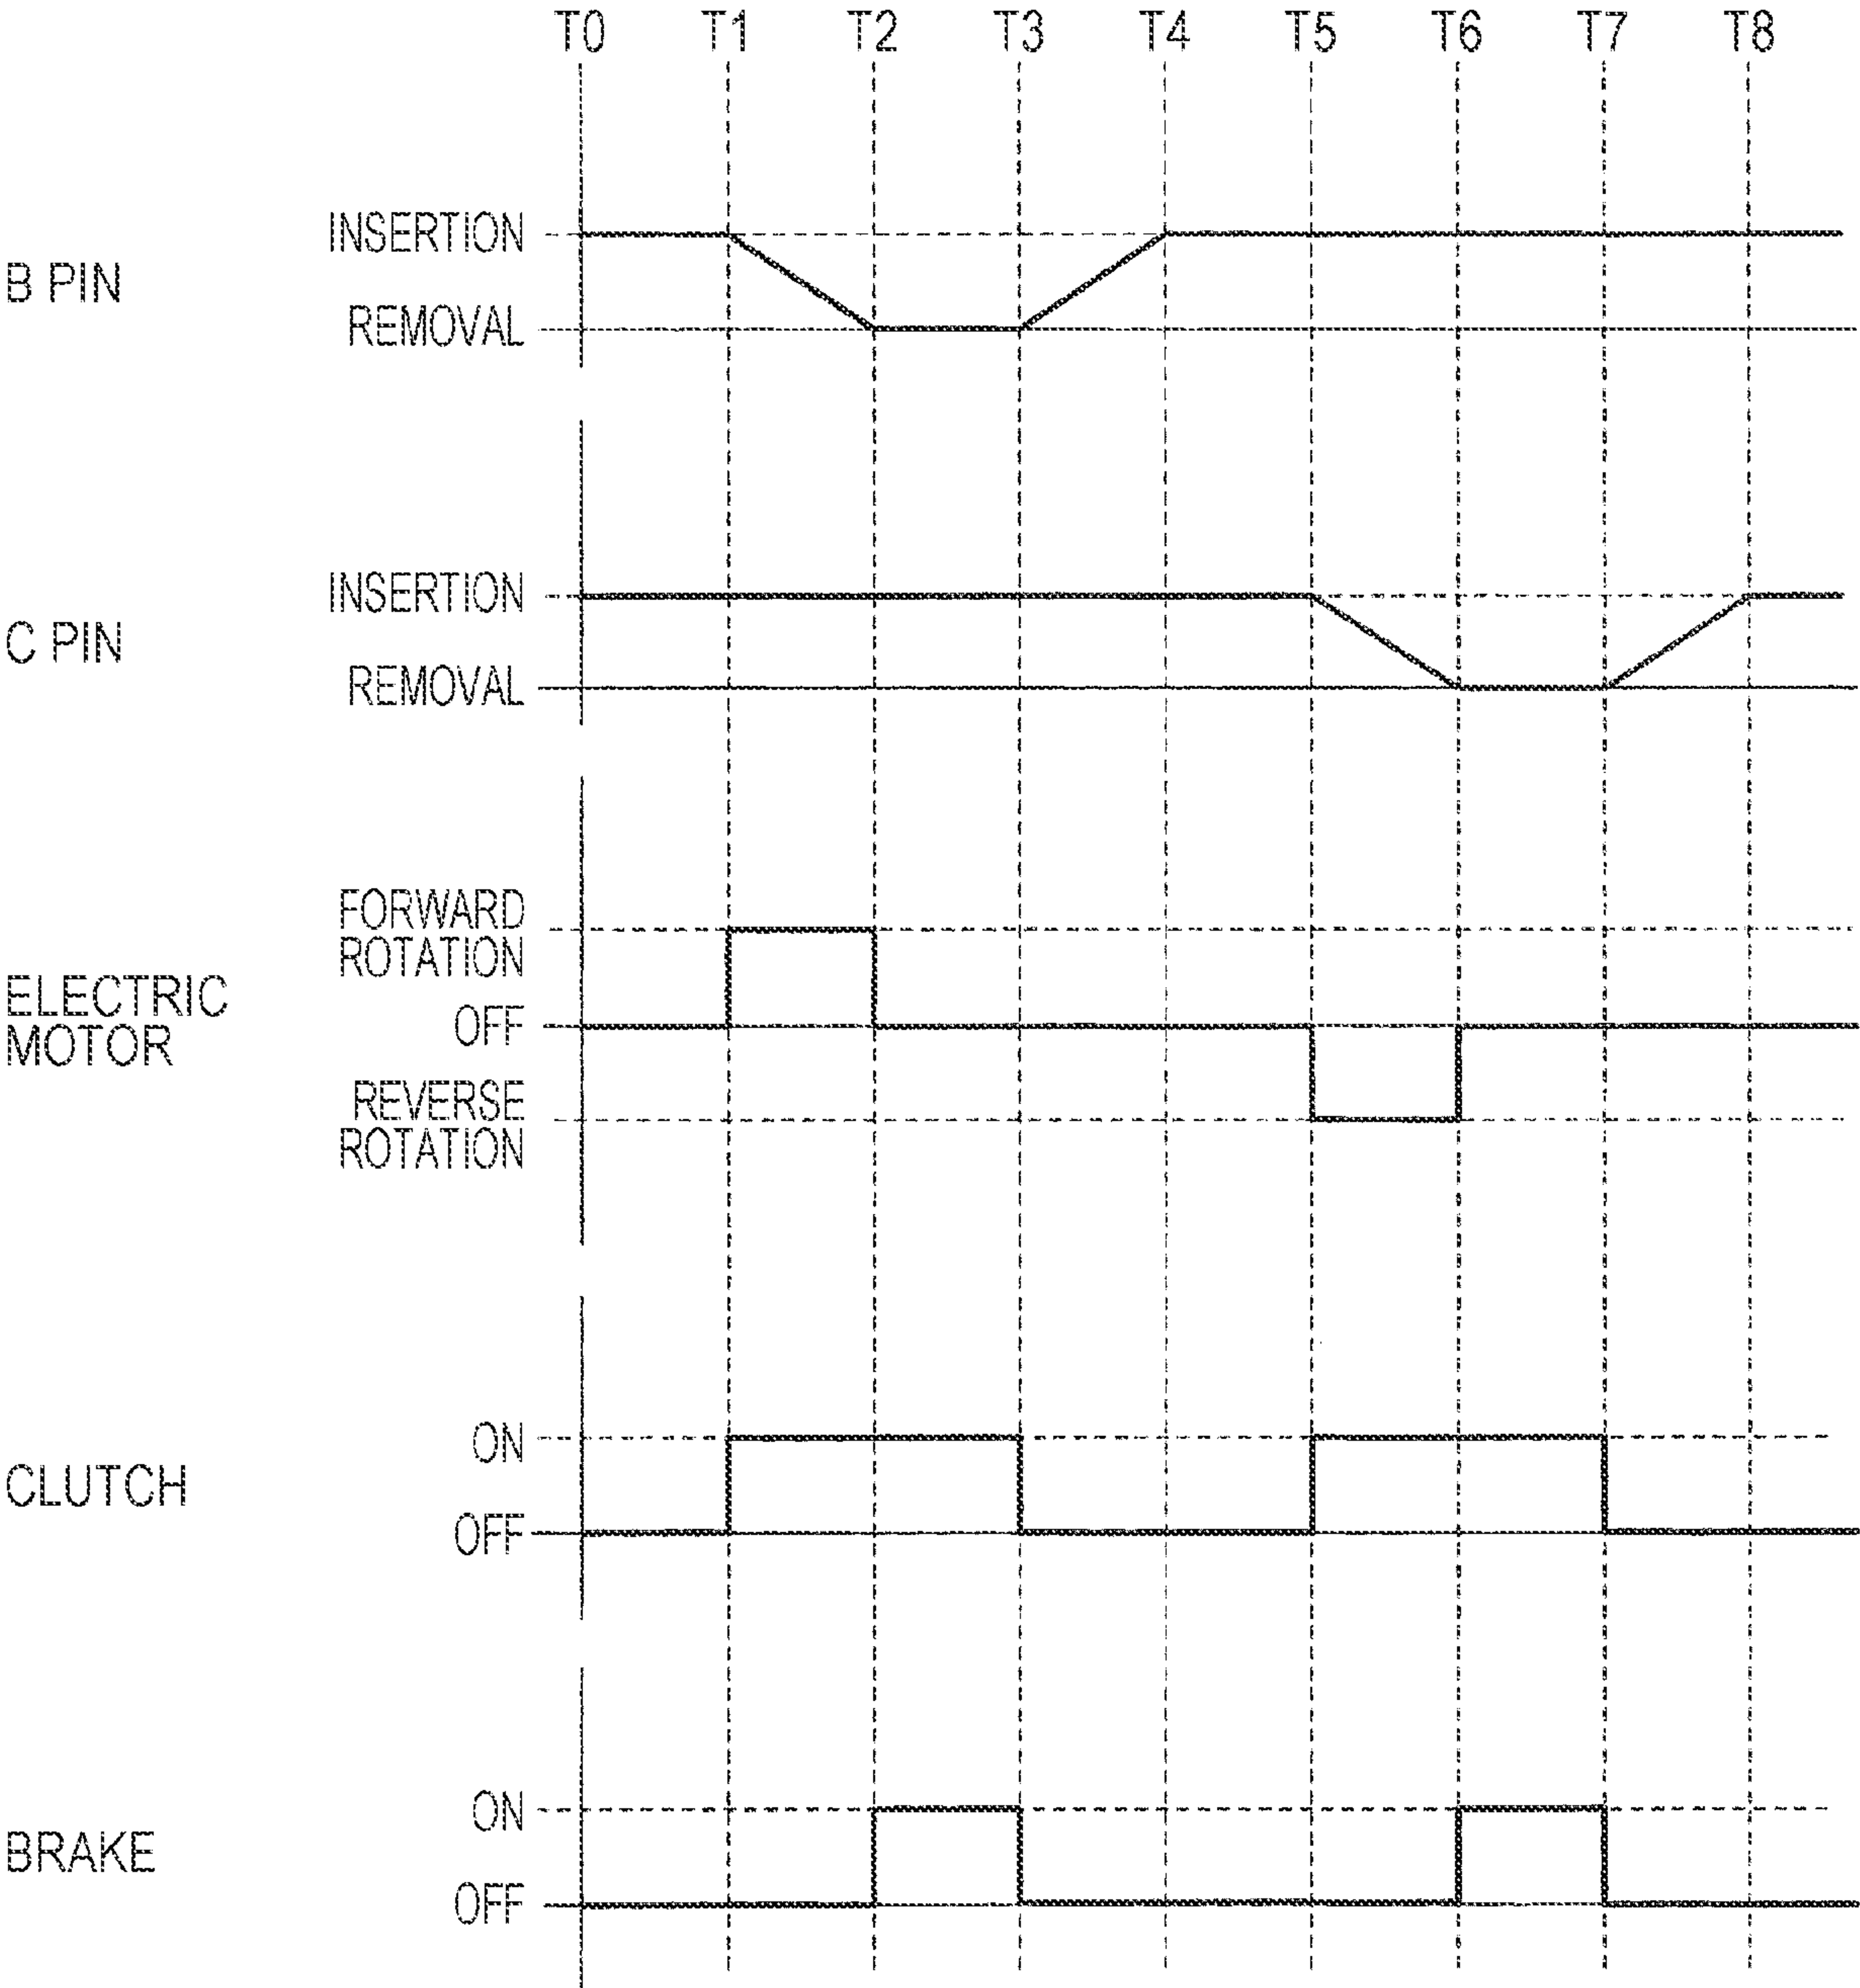 T0 T1 T2 T3 T4 T5 T6 T7 T8
B PIN
INSERTION
REMOVAL
C PIN
INSERTION
REMOVAL
ELECTRIC
MOTOR
FORWARD
ROTATION
OFF
REVERSE
ROTATION
CLUTCH
ON
OFF
BRAKE
ON
OFF